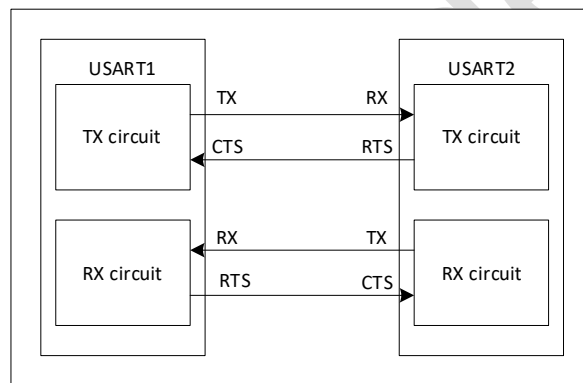 USART1 USART2
TX RX
TX circuit TX circuit
CTS RTS
RX TX
RX circuit RX circuit
RTS CTS